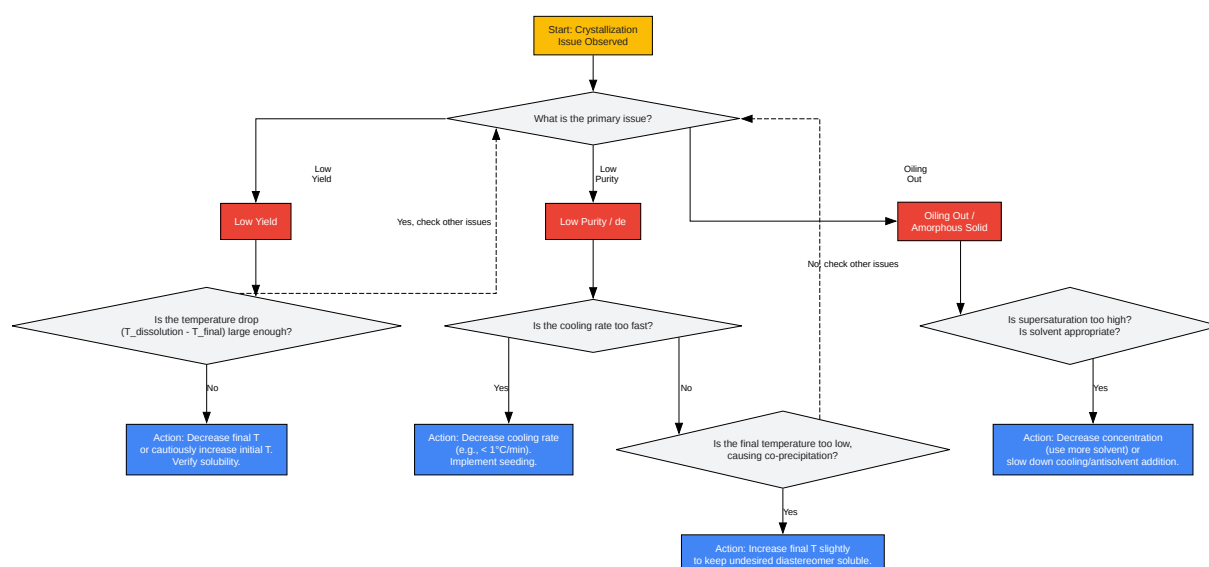 Start: Crystallization
Issue Observed
What is the primary issue?
Low
Yield
Low
Purity
Oiling
Out
Low Yield
Yes, check other issues
Low Purity / de
Oiling Out /
Amorphous Solid
No, check other issues
Is the temperature drop
(T_dissolution - T_final) large enough?
Is the cooling rate too fast?
Is supersaturation too high?
Is solvent appropriate?
No
Yes
No
Yes
Action: Decrease final T
or cautiously increase initial T.
Verify solubility.
Action: Decrease cooling rate
(e.g., < 1°C/min).
Implement seeding.
Is the final temperature too low,
causing co-precipitation?
Action: Decrease concentration
(use more solvent) or
slow down cooling/antisolvent addition.
Yes
Action: Increase final T slightly
to keep undesired diastereomer soluble.